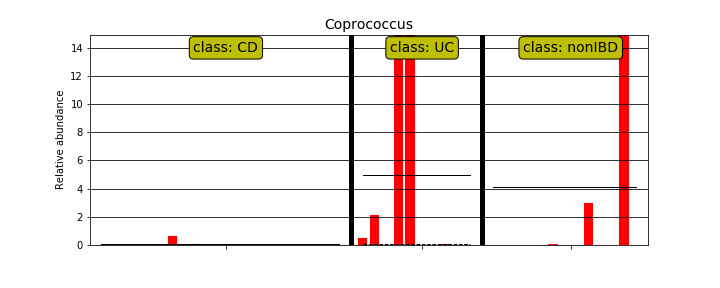 Coprococcus
class: CD
class: UC
class: nonIBD
Relative abundance
14
12
10
8
6
4
2
0